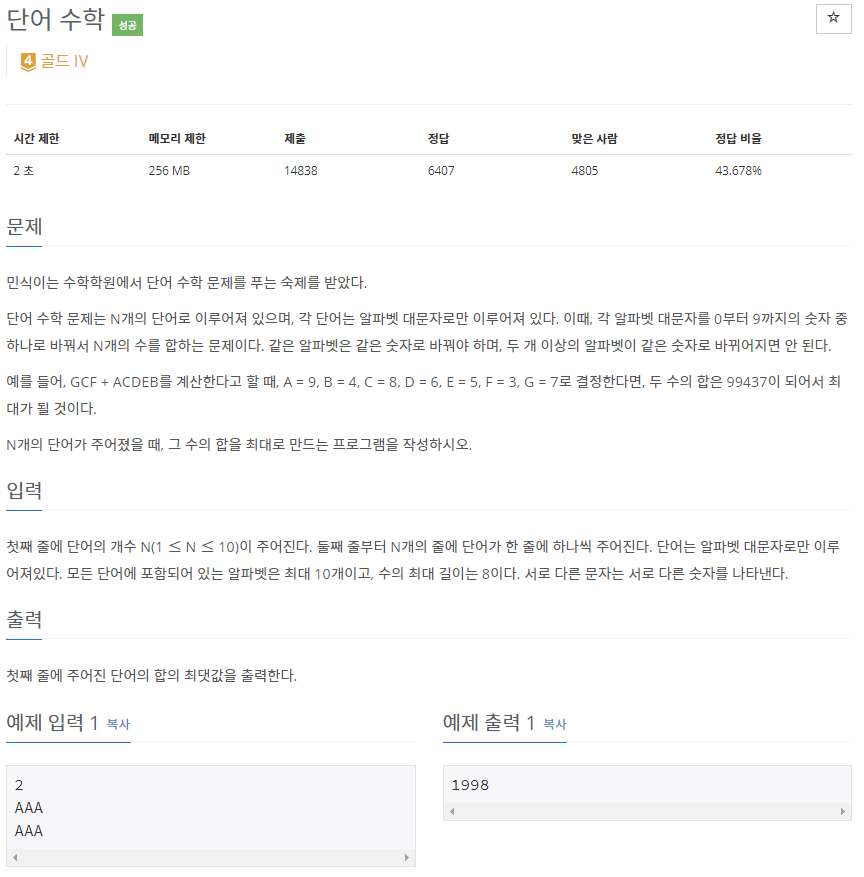 단어 수학 성공
☆
4 골드 IV
시간 제한 메모리 제한 제출 정답 맞은 사람 정답 비율
2 초 256 MB 14838 6407 4805 43.678%
문제
민식이는 수학학원에서 단어 수학 문제를 푸는 숙제를 받았다.
단어 수학 문제는 N개의 단어로 이루어져 있으며, 각 단어는 알파벳 대문자로만 이루어져 있다. 이때, 각 알파벳 대문자를 0부터 9까지의 숫자 중
하나로 바꿔서 N개의 수를 합하는 문제이다. 같은 알파벳은 같은 숫자로 바꿔야 하며, 두 개 이상의 알파벳이 같은 숫자로 바뀌어지면 안 된다.
예를 들어, GCF + ACDEB를 계산한다고 할 때, A = 9, B = 4, C = 8, D = 6, E = 5, F = 3, G = 7로 결정한다면, 두 수의 합은 99437이 되어서 최
대가 될 것이다.
N개의 단어가 주어졌을 때, 그 수의 합을 최대로 만드는 프로그램을 작성하시오.
입력
첫째 줄에 단어의 개수 N(1 ≤ N ≤ 10)이 주어진다. 둘째 줄부터 N개의 줄에 단어가 한 줄에 하나씩 주어진다. 단어는 알파벳 대문자로만 이루
어져있다. 모든 단어에 포함되어 있는 알파벳은 최대 10개이고, 수의 최대 길이는 8이다. 서로 다른 문자는 서로 다른 숫자를 나타낸다.
출력
첫째 줄에 주어진 단어의 합의 최댓값을 출력한다.
예제 입력 1 복사
2
AAA
AAA
예제 출력 1 복사
1998